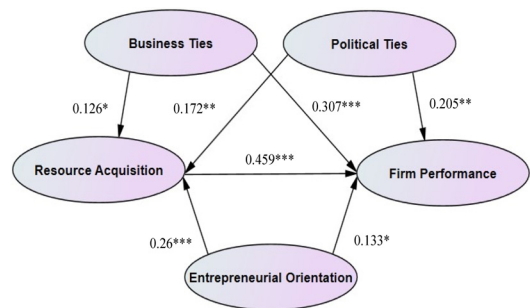 Business Ties
Political Ties
0.126*
0.172**
0.307***
0.205**
Resource Acquisition
0.459***
Firm Performance
0.26***
0.133*
Entrepreneurial Orientation